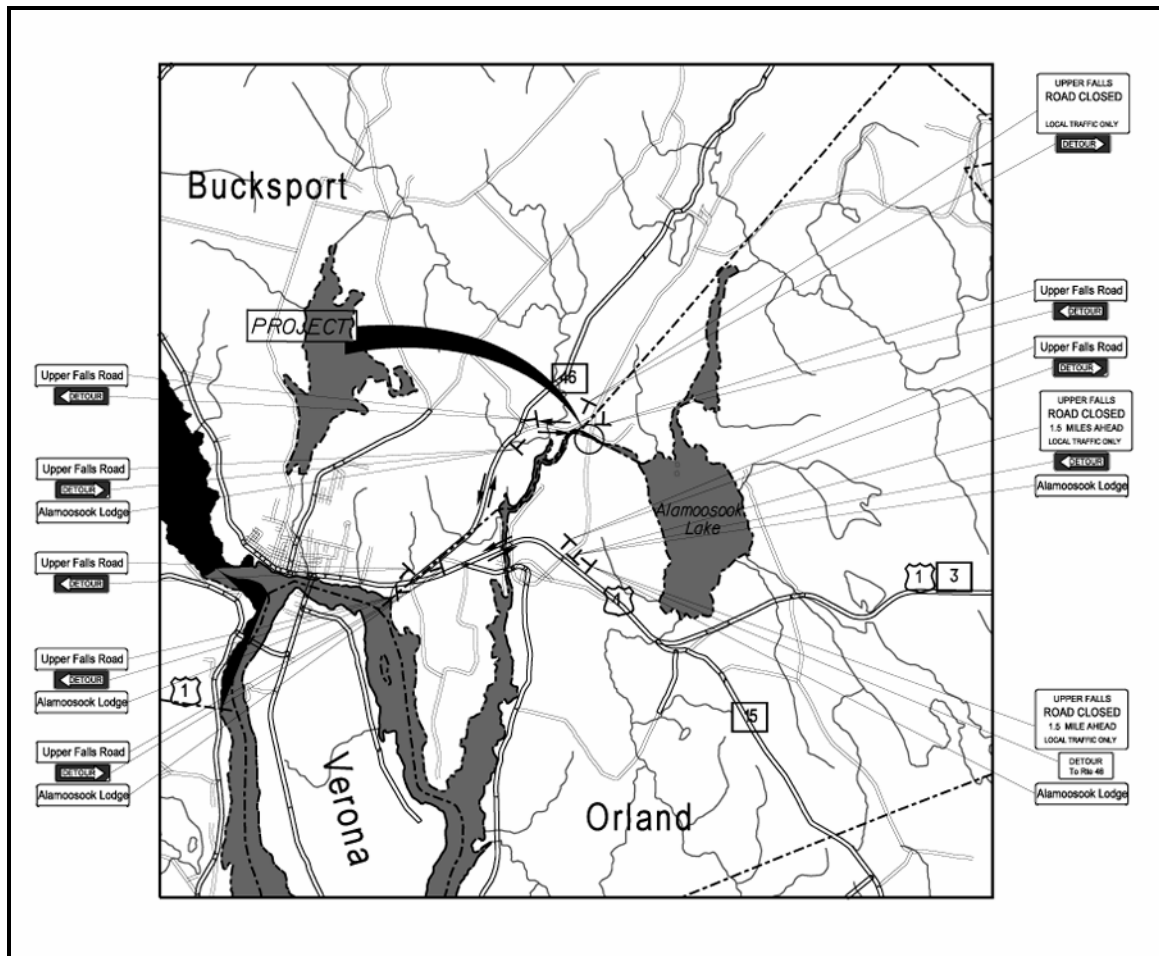 UPPER FALLS
ROAD CLOSED
LOCAL TRAFFIC ONLY
DETOUR
Bucksport
Upper Falls Road
DETOUR
PROJECT
Upper Falls Road
DETOUR
46
Upper Falls Road
DETOUR
UPPER FALLS
ROAD CLOSED
1.5 MILES AHEAD
LOCAL TRAFFIC ONLY
DETOUR
Alamoosook Lodge
Upper Falls Road
DETOUR
Alamoosook Lodge
Alamoosook
Lake
Upper Falls Road
DETOUR
1
3
1
Upper Falls Road
DETOUR
Alamoosook Lodge
1
15
UPPER FALLS
ROAD CLOSED
1.5 MILE AHEAD
LOCAL TRAFFIC ONLY
DETOUR
To Rte 46
Alamoosook Lodge
Upper Falls Road
DETOUR
Alamoosook Lodge
Verona
Orland